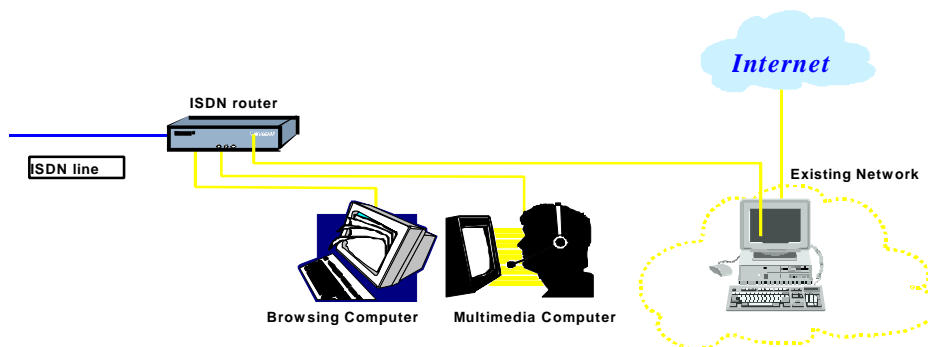 Internet
ISDN router
ISDN line
Existing Network
Browsing Computer
Multimedia Computer